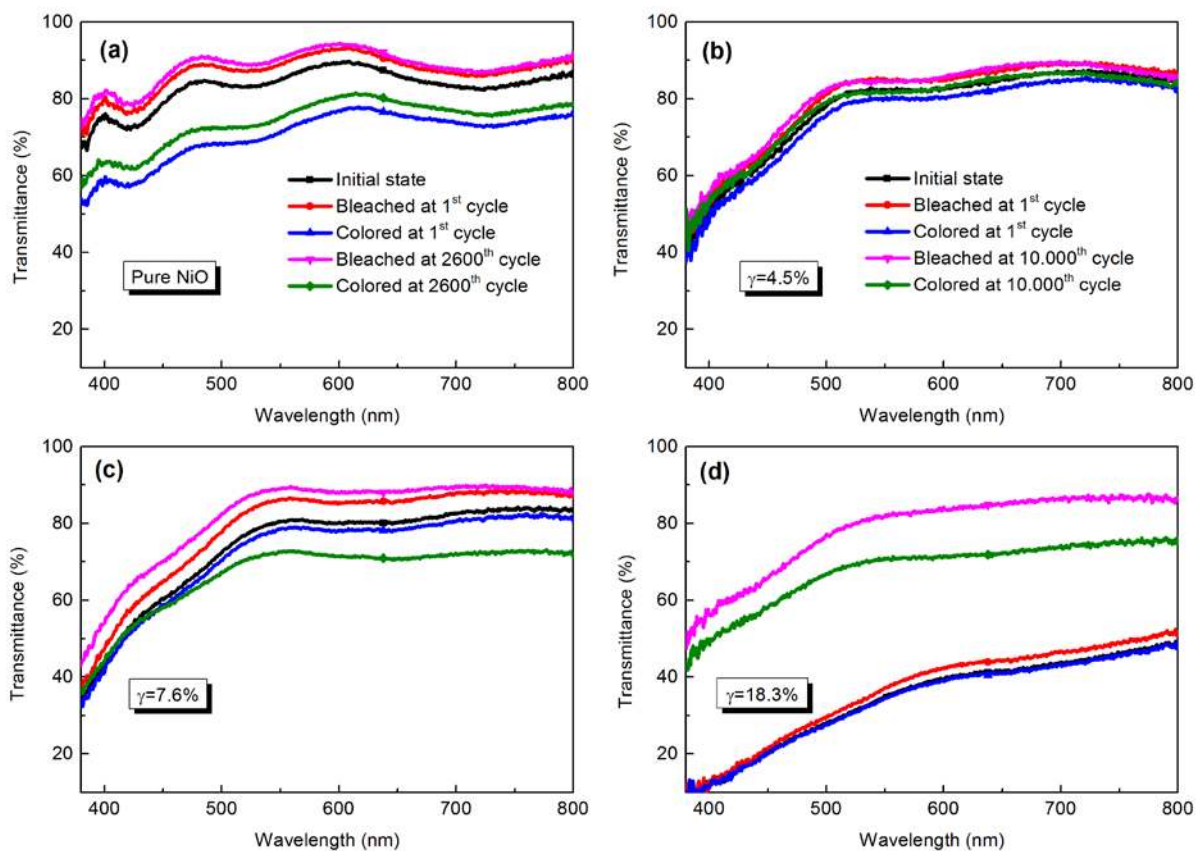 (a)
Transmittance (%)
100
80
60
40
20
Initial state
Bleached at 1st cycle
Colored at 1st cycle
Bleached at 2600th cycle
Colored at 2600th cycle
Pure NiO
400 500 600 700 800
Wavelength (nm)
(b)
Transmittance (%)
100
80
60
40
20
Initial state
Bleached at 1st cycle
Colored at 1st cycle
Bleached at 10.000th cycle
Colored at 10.000th cycle
γ=4.5%
400 500 600 700 800
Wavelength (nm)
(c)
Transmittance (%)
100
80
60
40
20
γ=7.6%
400 500 600 700 800
Wavelength (nm)
(d)
Transmittance (%)
100
80
60
40
20
γ=18.3%
400 500 600 700 800
Wavelength (nm)